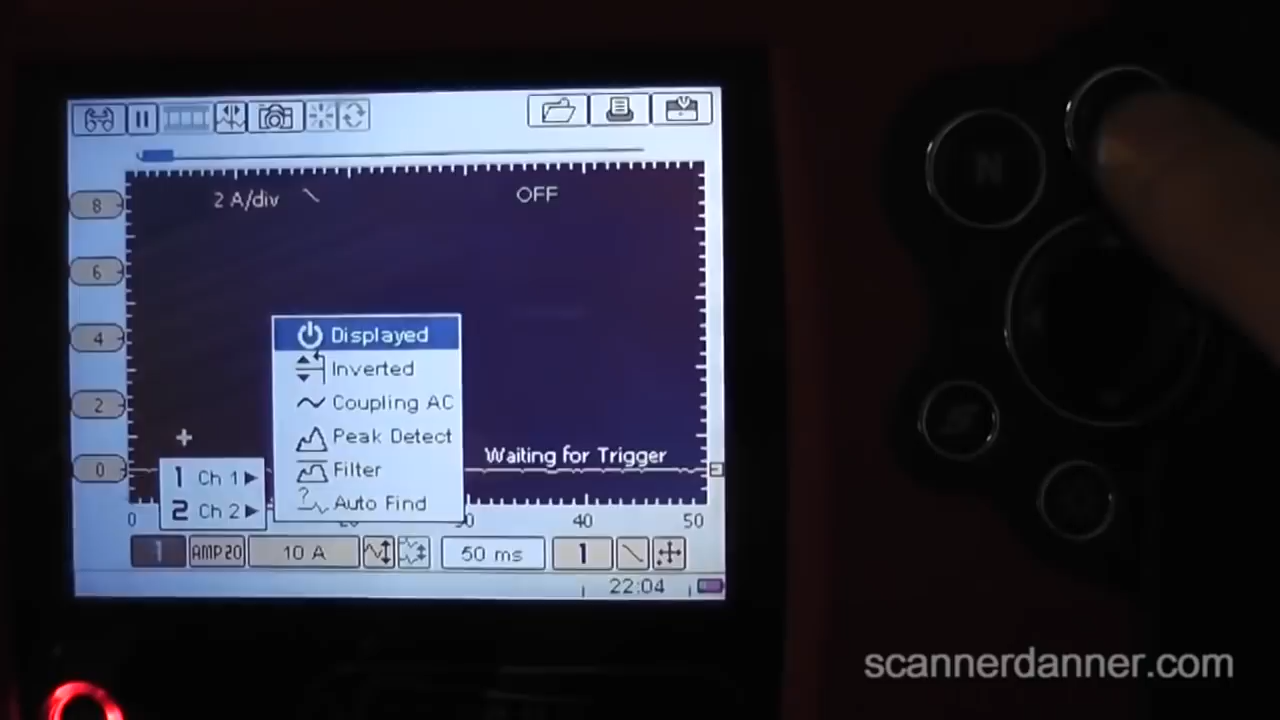 2 A/div
OFF
8
6
4
2
0
Displayed
Inverted
Coupling AC
Peak Detect
Filter
Auto Find
Waiting for Trigger
1 Ch 1
2 Ch 2
0
40
50
1
AMP20
10 A
50 ms
1
22:04
N
scannerdanner.com